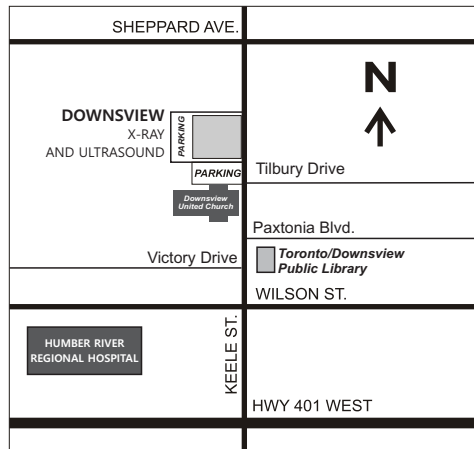 SHEPPARD AVE.
N
DOWNSVIEW
X-RAY
AND ULTRASOUND
PARKING
PARKING
Tilbury Drive
Downsview
United Church
Paxtonia Blvd.
Victory Drive
Toronto/Downsview
Public Library
WILSON ST.
HUMBER RIVER
REGIONAL HOSPITAL
KEELE ST.
HWY 401 WEST